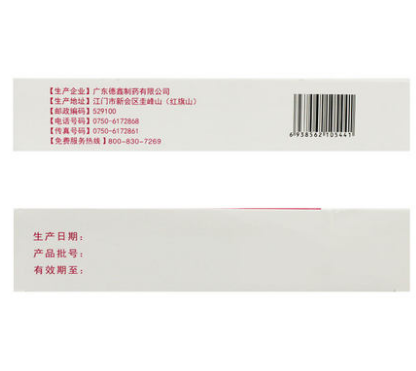 【生产企业】广东德鑫制药有限公司
【生产地址】江门市新会区圭峰山（红旗山）
【邮政编码】529100
【电话号码】0750-6172868
【传真号码】0750-6172861
【免费服务热线】800-830-7269
6 938562 105441
生产日期：
产品批号：
有效期至：